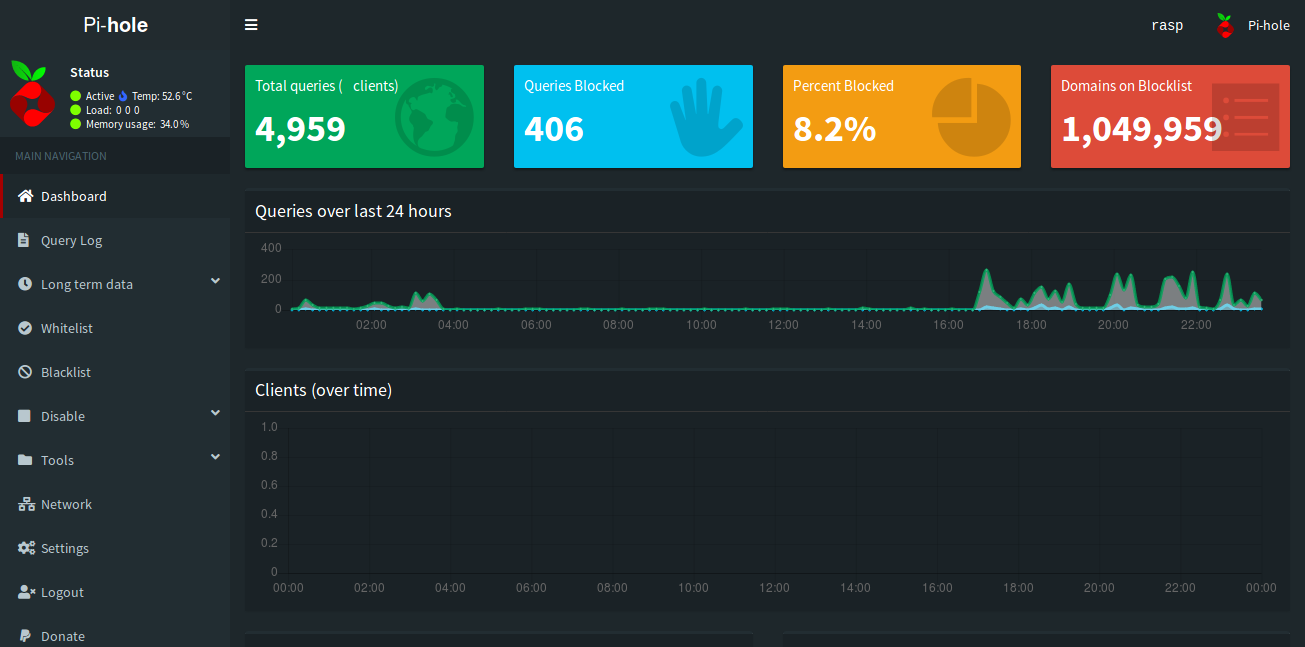 Pi-hole
rasp
Pi-hole
Status
Active Temp: 52.6°C
Load: 0 0 0
Memory usage: 34.0%
MAIN NAVIGATION
Dashboard
Query Log
Long term data
Whitelist
Blacklist
Disable
Tools
Network
Settings
Logout
Donate
Total queries ( clients)
4,959
Queries Blocked
406
Percent Blocked
8.2%
Domains on Blocklist
1,049,959
Queries over last 24 hours
400
200
0
02:00 04:00 06:00 08:00 10:00 12:00 14:00 16:00 18:00 20:00 22:00
Clients (over time)
1.0
0.8
0.6
0.4
0.2
0
00:00 02:00 04:00 06:00 08:00 10:00 12:00 14:00 16:00 18:00 20:00 22:00 00:00